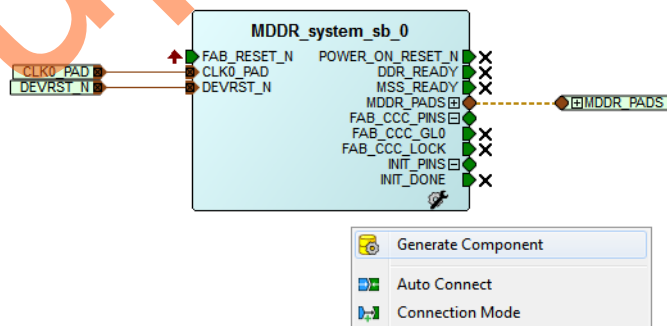 MDDR_system_sb_0
FAB_RESET_N POWER_ON_RESET_N
CLK0_PAD CLK0_PAD DDR_READY
DEVRST_N DEVRST_N MSS_READY
MDDR_PADS MDDR_PADS
FAB_CCC_PINS
FAB_CCC_GL0
FAB_CCC_LOCK
INIT_PINS
INIT_DONE
Generate Component
Auto Connect
Connection Mode